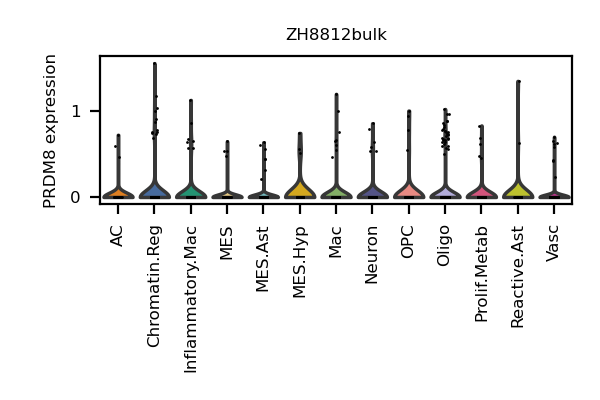 ZH8812bulk
PRDM8 expression
1
0
AC
Chromatin.Reg
Inflammatory.Mac
MES
MES.Ast
MES.Hyp
Mac
Neuron
OPC
Oligo
Prolif.Metab
Reactive.Ast
Vasc